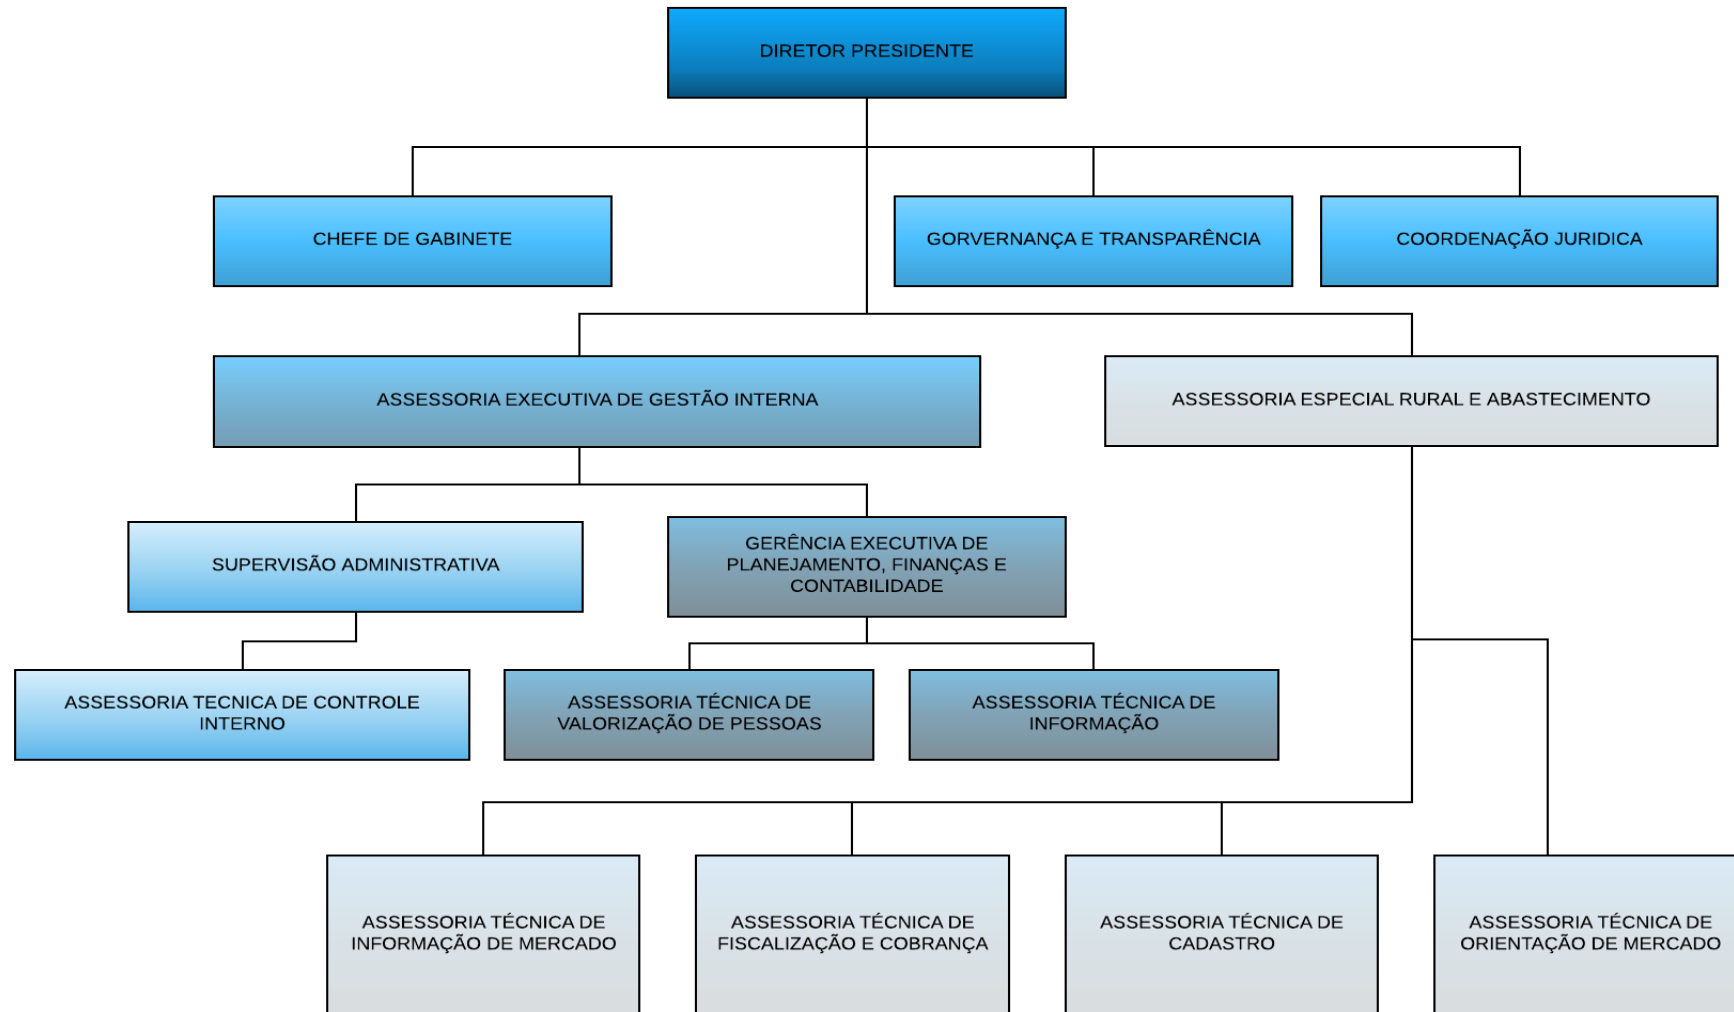 DIRETOR PRESIDENTE
CHEFE DE GABINETE
GORVERNANÇA E TRANSPARÊNCIA
COORDENAÇÃO JURIDICA
ASSESSORIA EXECUTIVA DE GESTÃO INTERNA
ASSESSORIA ESPECIAL RURAL E ABASTECIMENTO
SUPERVISÃO ADMINISTRATIVA
GERÊNCIA EXECUTIVA DE
PLANEJAMENTO, FINANÇAS E
CONTABILIDADE
ASSESSORIA TECNICA DE CONTROLE
INTERNO
ASSESSORIA TÉCNICA DE
VALORIZAÇÃO DE PESSOAS
ASSESSORIA TÉCNICA DE
INFORMAÇÃO
ASSESSORIA TÉCNICA DE
INFORMAÇÃO DE MERCADO
ASSESSORIA TÉCNICA DE
FISCALIZAÇÃO E COBRANÇA
ASSESSORIA TÉCNICA DE
CADASTRO
ASSESSORIA TÉCNICA DE
ORIENTAÇÃO DE MERCADO